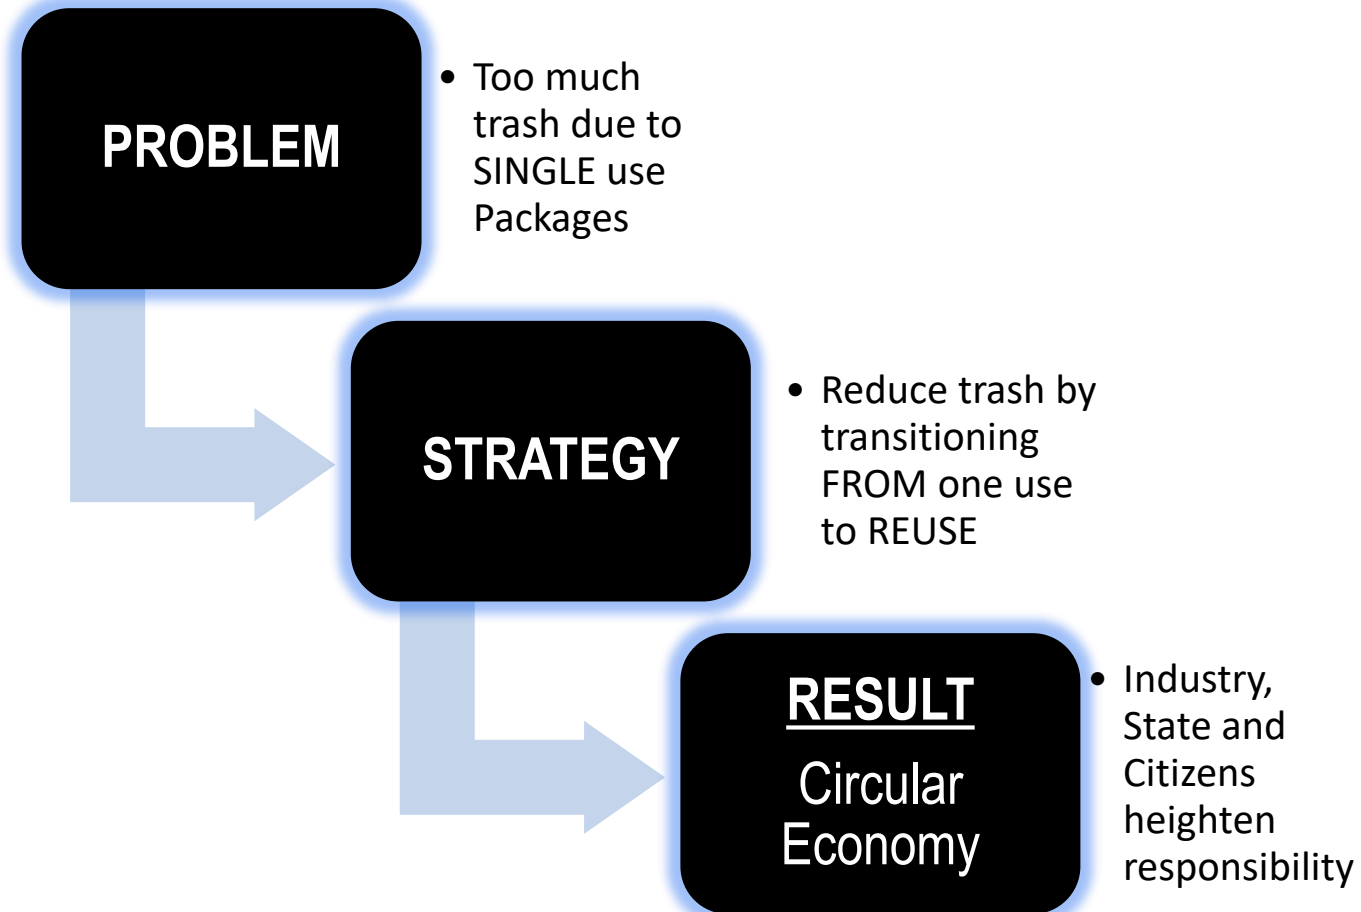 PROBLEM
• Too much
trash due to
SINGLE use
Packages
STRATEGY
• Reduce trash by
transitioning
FROM one use
to REUSE
RESULT
Circular
Economy
• Industry,
State and
Citizens
heighten
responsibility